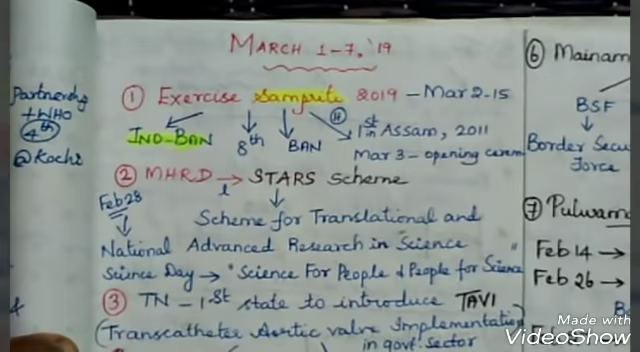 MARCH 1-7, '19
Partnership
+WHO
4th
@Kochi
① Exercise Sampriti 2019 - Mar 2-15
IND-BAN
8th
BAN
④
1st in Assam, 2011
Mar 3 - opening cerem
② MHRD → STARS Scheme
Feb 28
Scheme for Translational and
National Advanced Research in Science
Science Day → "Science For People & People for Science"
③ TN - 1st state to introduce TAVI
(Transcatheter Aortic valve Implementation
in govt. sector
⑥ Mainam
BSF
Border Secu
Force
⑦ Pulwama
Feb 14 →
Feb 26 →
Made with
VideoShow